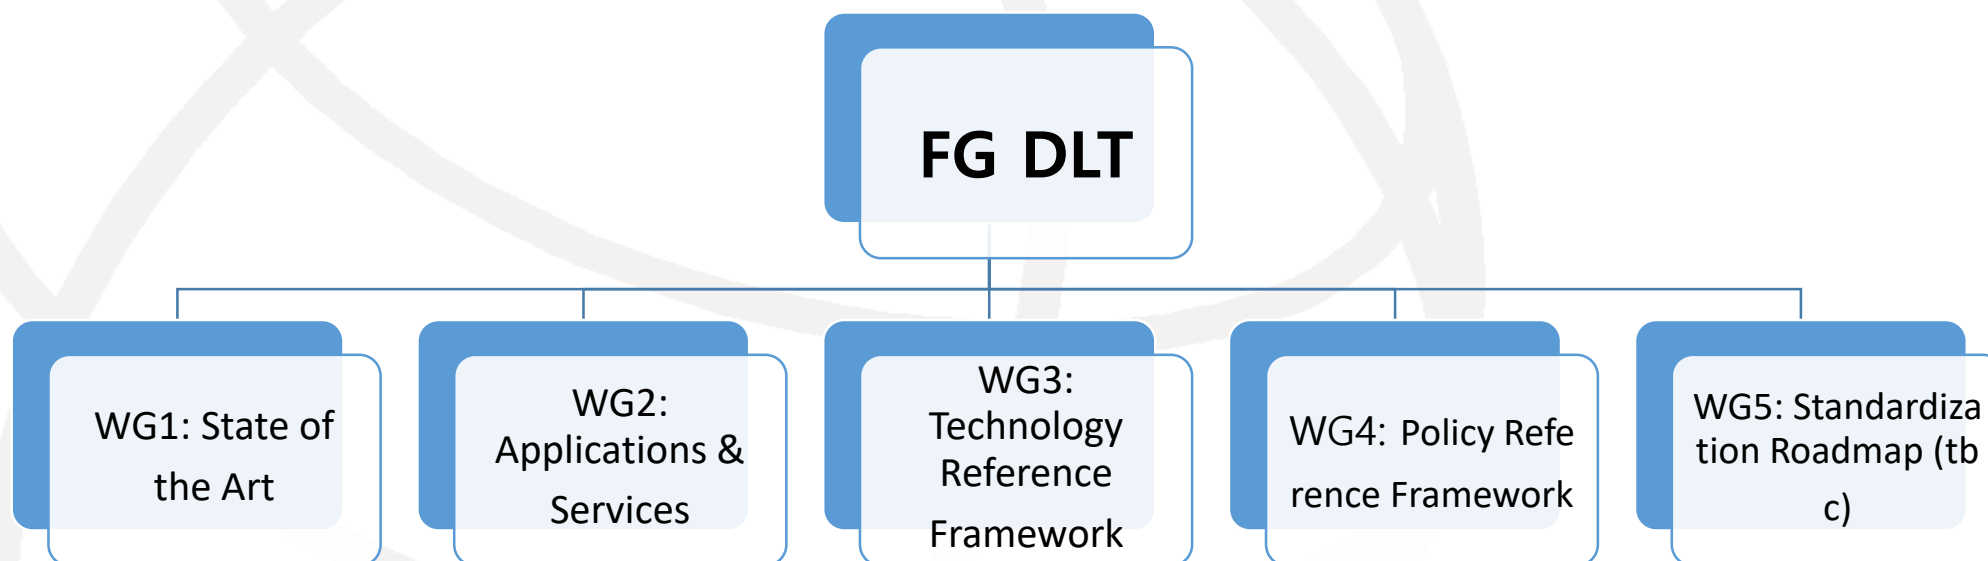 FG DLT
WG1: State of
the Art
WG2:
Applications &
Services
WG3:
Technology
Reference
Framework
WG4: Policy Refe
rence Framework
WG5: Standardiza
tion Roadmap (tb
c)